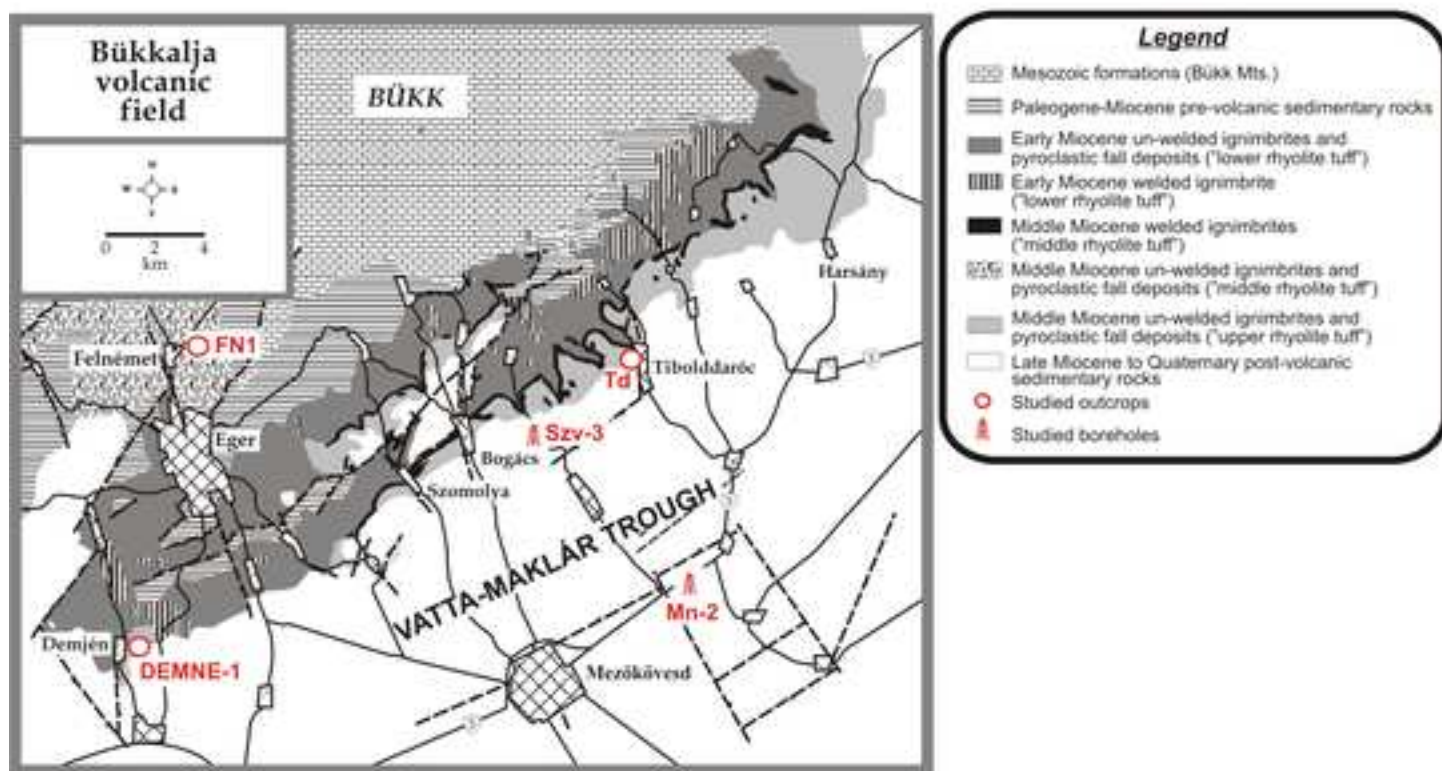 Bükkalja
volcanic
field
0 2 4
km
BÜKK
Felnémet
FN1
Eger
Demjén
DEMNE-1
Szomolya
Bogács
Szv-3
Td
Tibolddaróc
Harsány
VATTA-MAKLÁR TROUGH
Mn-2
Mezőkövesd
Legend
Mesozoic formations (Bükk Mts.)
Paleogene-Miocene pre-volcanic sedimentary rocks
Early Miocene un-welded ignimbrites and
pyroclastic fall deposits ("lower rhyolite tuff")
Early Miocene welded ignimbrite
("lower rhyolite tuff")
Middle Miocene welded ignimbrites
("middle rhyolite tuff")
Middle Miocene un-welded ignimbrites and
pyroclastic fall deposits ("middle rhyolite tuff")
Middle Miocene un-welded ignimbrites and
pyroclastic fall deposits ("upper rhyolite tuff")
Late Miocene to Quaternary post-volcanic
sedimentary rocks
Studied outcrops
Studied boreholes